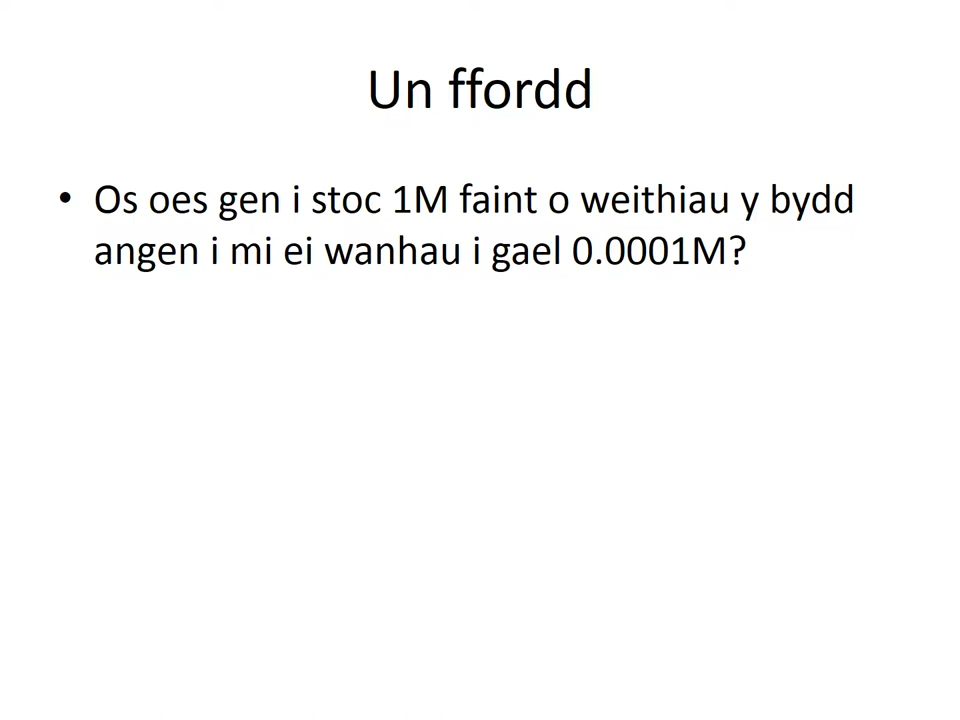 Un ffordd
• Os oes gen i stoc 1M faint o weithiau y bydd
angen i mi ei wanhau i gael 0.0001M?